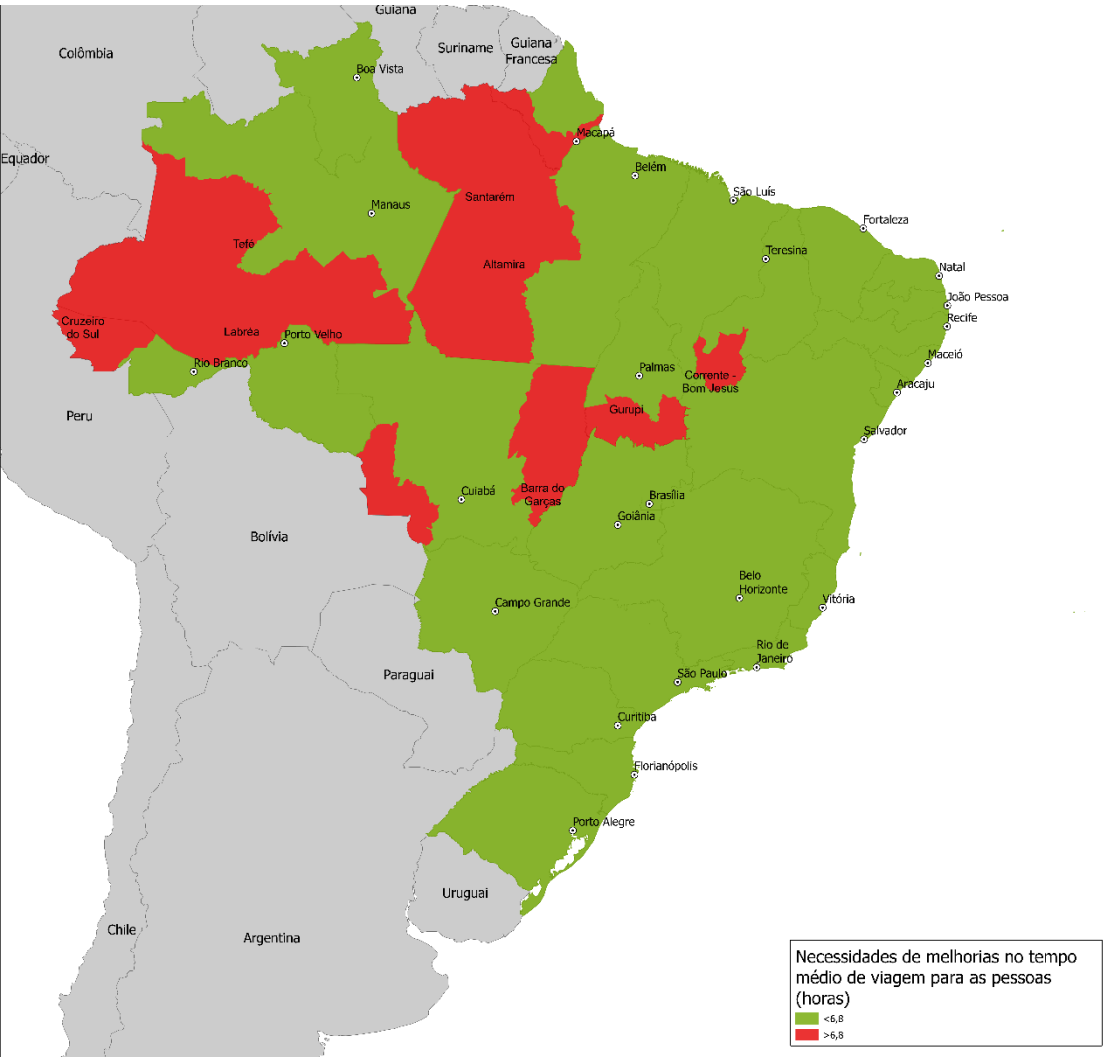 Guiana
Colômbia
Suriname
Guiana
Francesa
Boa Vista
Macapá
Equador
Belém
São Luís
Santarém
Manaus
Fortaleza
Tefé
Teresina
Altamira
Natal
João Pessoa
Recife
Cruzeiro
do Sul
Labréa
Porto Velho
Maceió
Rio Branco
Palmas
Corrente -
Bom Jesus
Aracaju
Peru
Gurupi
Salvador
Cuiabá
Barra do
Garças
Brasília
Goiânia
Bolívia
Belo
Horizonte
Campo Grande
Vitória
Rio de
Janeiro
Paraguai
São Paulo
Curitiba
Florianópolis
Porto Alegre
Uruguai
Chile
Argentina
Necessidades de melhorias no tempo
médio de viagem para as pessoas
(horas)
<6,8
>6,8